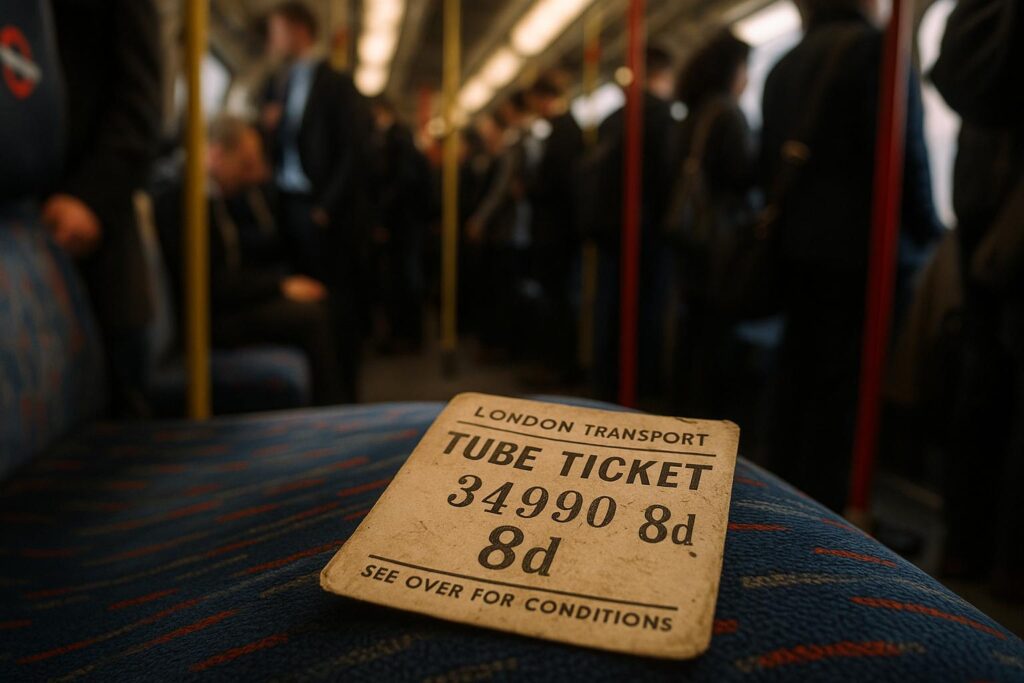 LONDON TRANSPORT
TUBE TICKET
34990 8d
8d
SEE OVER FOR CONDITIONS